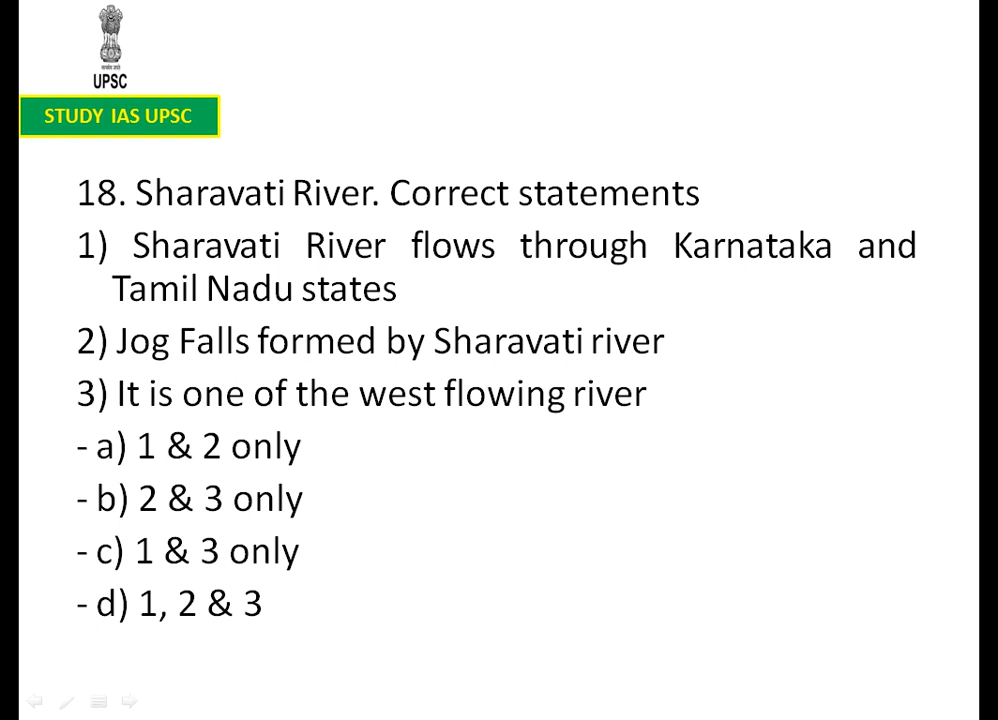 UPSC
STUDY IAS UPSC
18. Sharavati River. Correct statements
1) Sharavati River flows through Karnataka and
Tamil Nadu states
2) Jog Falls formed by Sharavati river
3) It is one of the west flowing river
- a) 1 & 2 only
- b) 2 & 3 only
- c) 1 & 3 only
- d) 1, 2 & 3